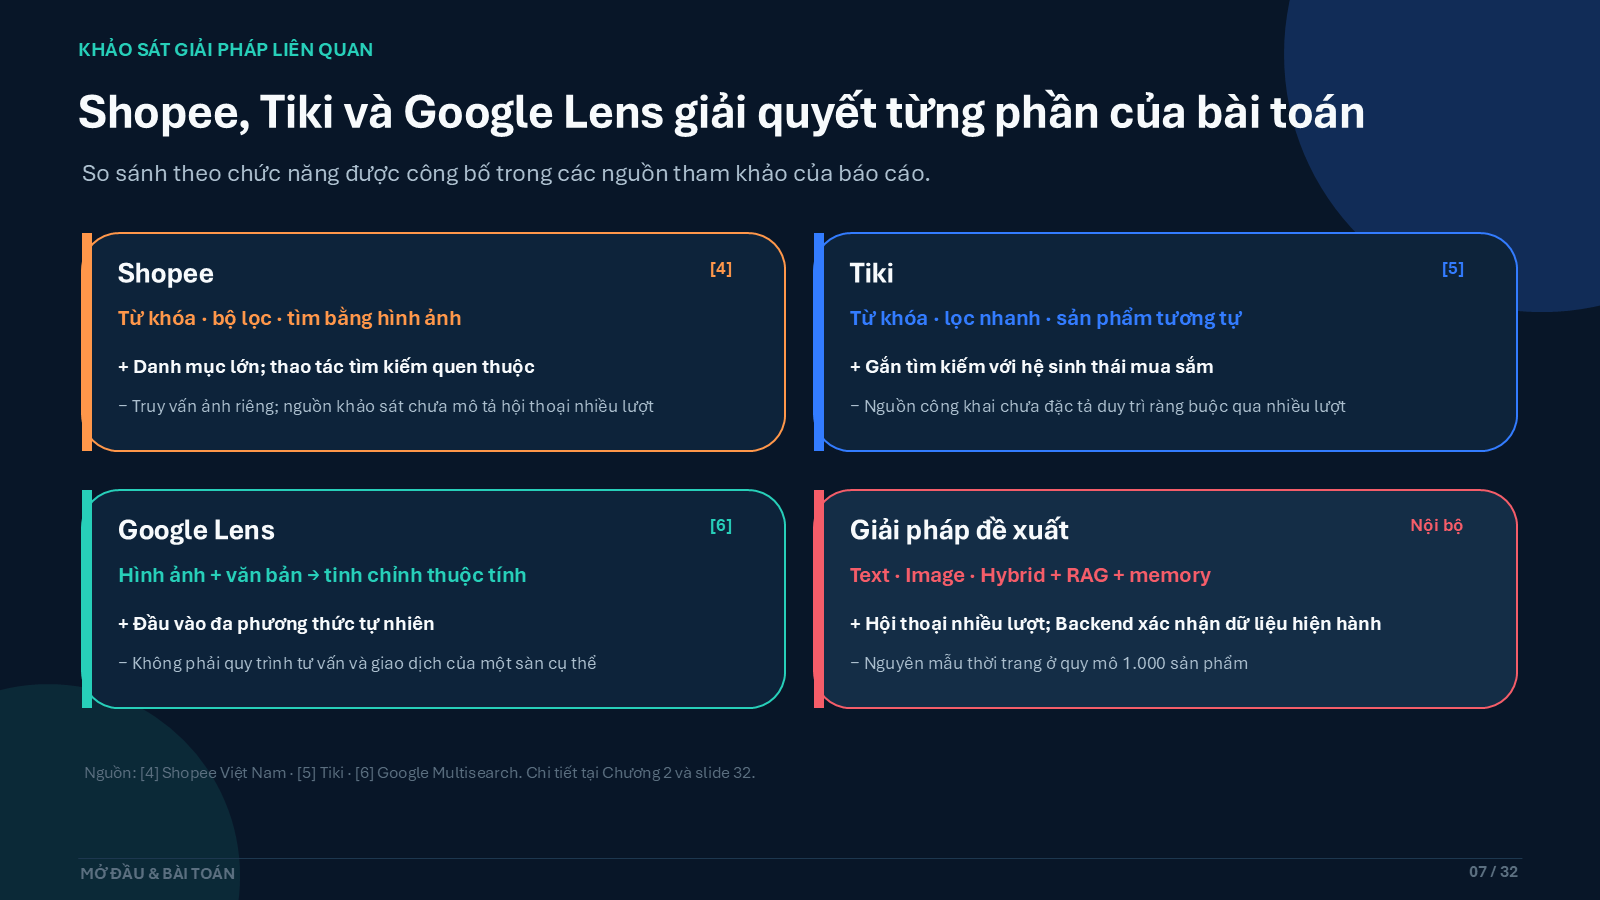 KHẢO SÁT GIẢI PHÁP LIÊN QUAN
Shopee, Tiki và Google Lens giải quyết từng phần của bài toán
So sánh theo chức năng được công bố trong các nguồn tham khảo của báo cáo.
Shopee
[4]
Từ khóa · bộ lọc · tìm bằng hình ảnh
+ Danh mục lớn; thao tác tìm kiếm quen thuộc
− Truy vấn ảnh riêng; nguồn khảo sát chưa mô tả hội thoại nhiều lượt
Tiki
[5]
Từ khóa · lọc nhanh · sản phẩm tương tự
+ Gắn tìm kiếm với hệ sinh thái mua sắm
− Nguồn công khai chưa đặc tả duy trì ràng buộc qua nhiều lượt
Google Lens
[6]
Hình ảnh + văn bản → tinh chỉnh thuộc tính
+ Đầu vào đa phương thức tự nhiên
− Không phải quy trình tư vấn và giao dịch của một sàn cụ thể
Giải pháp đề xuất
Nội bộ
Text · Image · Hybrid + RAG + memory
+ Hội thoại nhiều lượt; Backend xác nhận dữ liệu hiện hành
− Nguyên mẫu thời trang ở quy mô 1.000 sản phẩm
Nguồn: [4] Shopee Việt Nam · [5] Tiki · [6] Google Multisearch. Chi tiết tại Chương 2 và slide 32.
MỞ ĐẦU & BÀI TOÁN
07 / 32